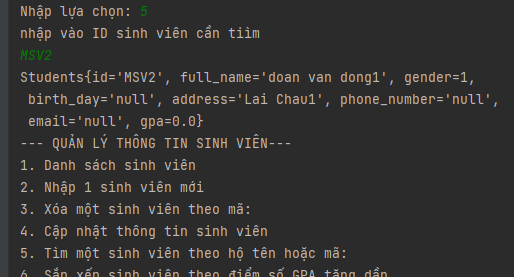 Nhập lựa chọn: 5
nhập vào ID sinh viên cần tiìm
MSV2
Students{id='MSV2', full_name='doan van dong1', gender=1,
birth_day='null', address='Lai Chau1', phone_number='null',
email='null', gpa=0.0}
--- QUẢN LÝ THÔNG TIN SINH VIÊN---
1. Danh sách sinh viên
2. Nhập 1 sinh viên mới
3. Xóa một sinh viên theo mã:
4. Cập nhật thông tin sinh viên
5. Tìm một sinh viên theo hộ tên hoặc mã:
6. Sắp xếp sinh viên theo điểm số GPA tăng dần